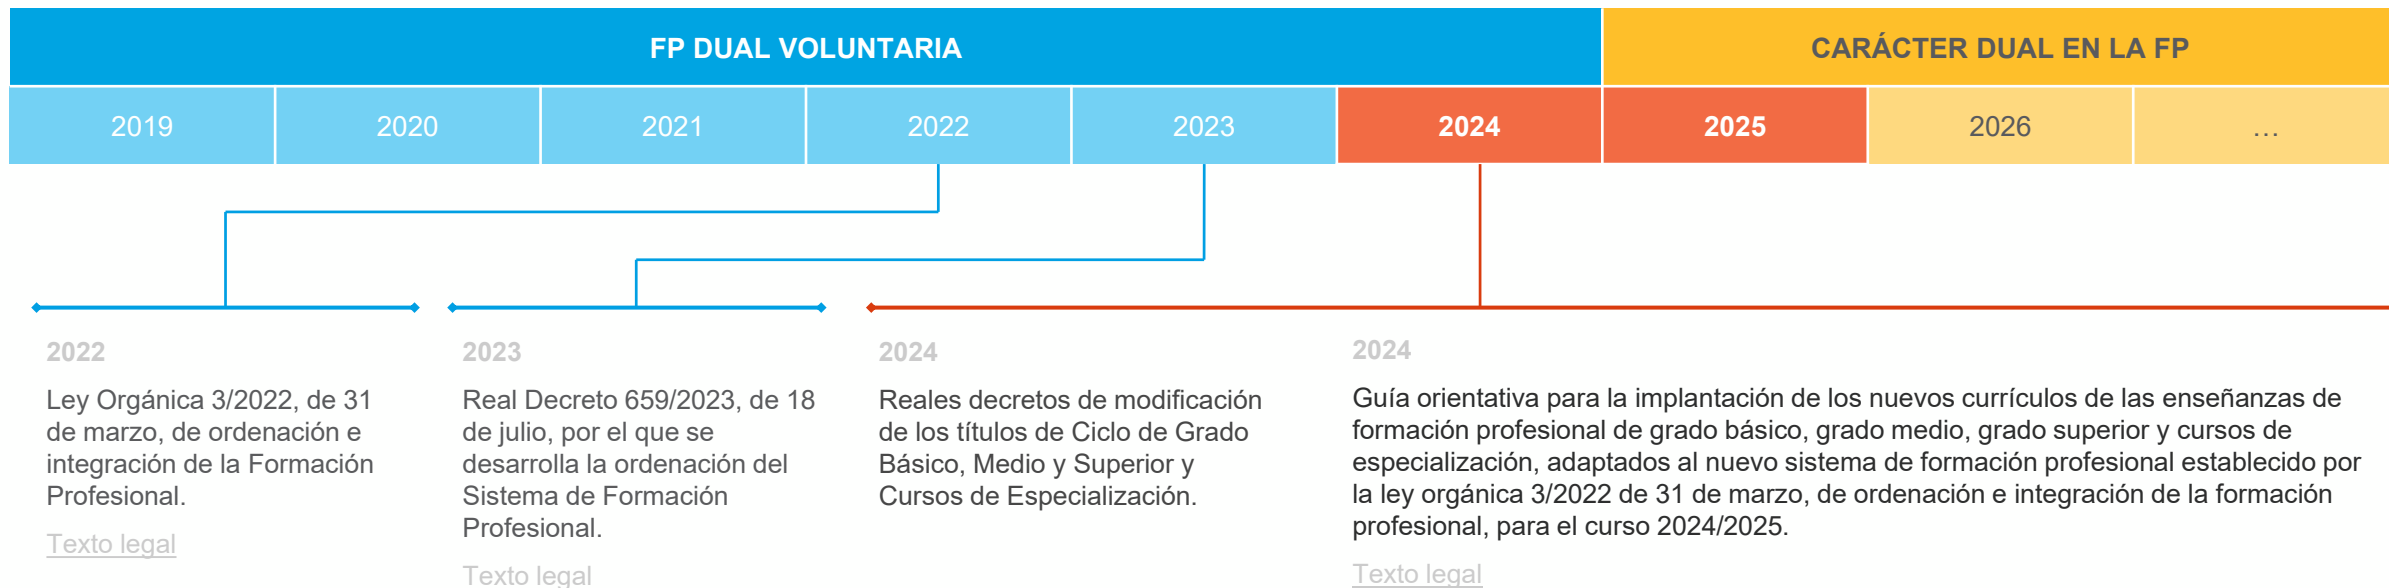 FP DUAL VOLUNTARIA
CARÁCTER DUAL EN LA FP
2019
2020
2021
2022
2023
2024
2025
2026
…
2022
Ley Orgánica 3/2022, de 31
de marzo, de ordenación e
integración de la Formación
Profesional.
Texto legal
2023
Real Decreto 659/2023, de 18
de julio, por el que se
desarrolla la ordenación del
Sistema de Formación
Profesional.
Texto legal
2024
Reales decretos de modificación
de los títulos de Ciclo de Grado
Básico, Medio y Superior y
Cursos de Especialización.
2024
Guía orientativa para la implantación de los nuevos currículos de las enseñanzas de
formación profesional de grado básico, grado medio, grado superior y cursos de
especialización, adaptados al nuevo sistema de formación profesional establecido por
la ley orgánica 3/2022 de 31 de marzo, de ordenación e integración de la formación
profesional, para el curso 2024/2025.
Texto legal